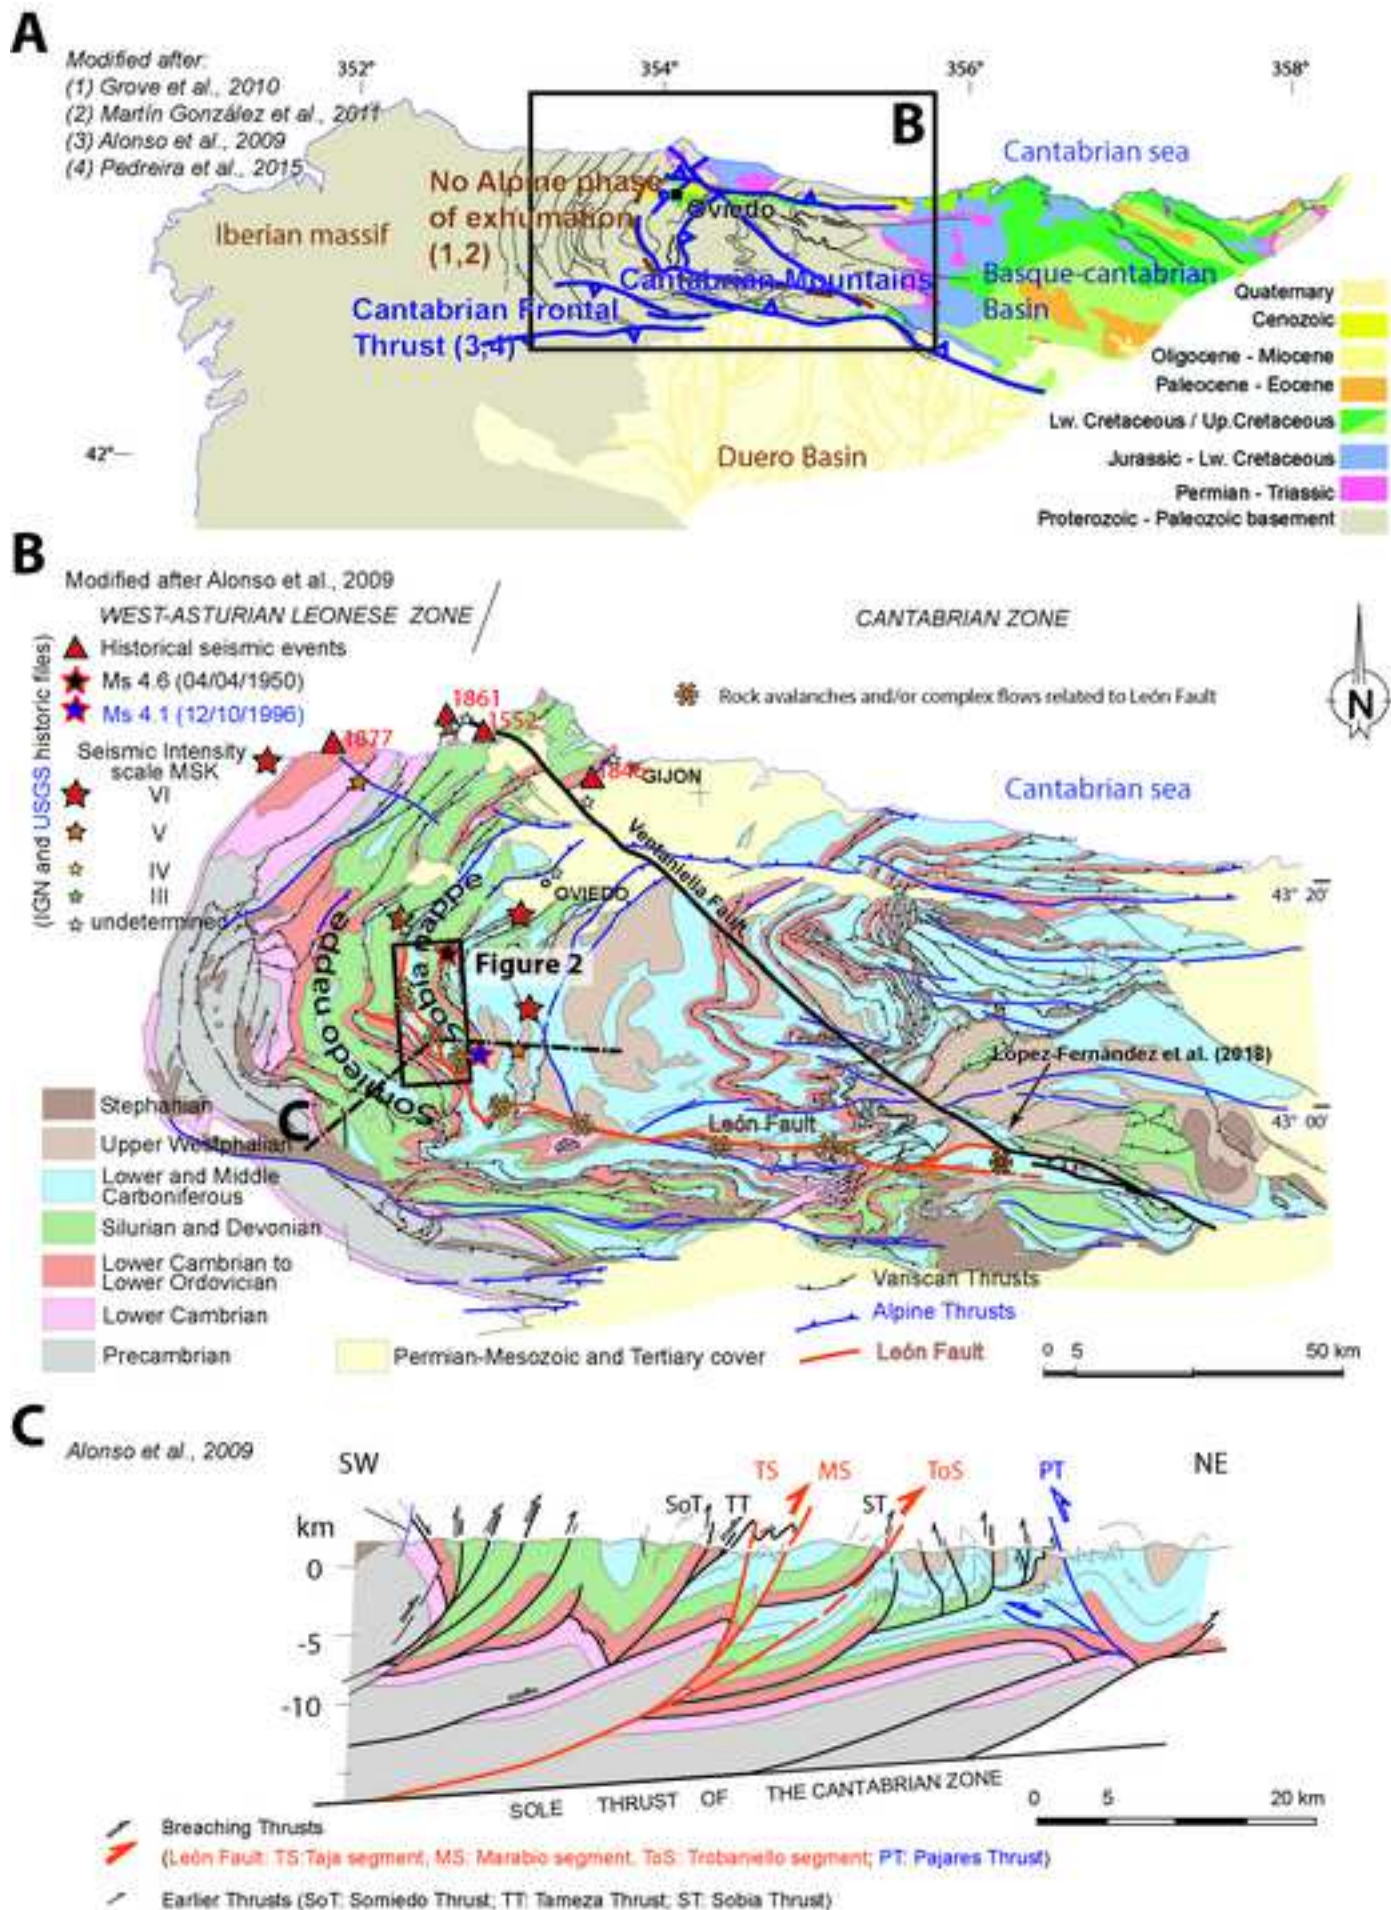 A
Modified after:
(1) Grove et al., 2010
(2) Martín González et al., 2011
(3) Alonso et al., 2009
(4) Pedreira et al., 2015
352°
354°
356°
358°
B
Cantabrian sea
No Alpine phase
of exhumation
(1,2)
Oviedo
Iberian massif
Cantabrian Mountains
Basque-cantabrian
Basin
Cantabrian Frontal
Thrust (3,4)
42°
Duero Basin
Quaternary
Cenozoic
Oligocene - Miocene
Paleocene - Eocene
Lw. Cretaceous / Up.Cretaceous
Jurassic - Lw. Cretaceous
Permian - Triassic
Proterozoic - Paleozoic basement
B
Modified after Alonso et al., 2009
WEST-ASTURIAN LEONESE ZONE
CANTABRIAN ZONE
(IGN and USGS historic files)
Historical seismic events
Ms 4.6 (04/04/1950)
Ms 4.1 (12/10/1996)
Seismic Intensity
scale MSK
VI
V
IV
III
undetermined
Rock avalanches and/or complex flows related to León Fault
N
1861
1552
1877
1846
GIJON
Cantabrian sea
Ventaniella Fault
OVIEDO
43° 20'
Somiedo nappe
Sobia nappe
Figure 2
López-Fernández et al. (2018)
C
León Fault
43° 00'
Stephanian
Upper Westphalian
Lower and Middle
Carboniferous
Silurian and Devonian
Lower Cambrian to
Lower Ordovician
Lower Cambrian
Precambrian
Permian-Mesozoic and Tertiary cover
Variscan Thrusts
Alpine Thrusts
León Fault
0 5 50 km
C
Alonso et al., 2009
SW
NE
TS
MS
ToS
PT
SoT
TT
ST
km
0
-5
-10
SOLE THRUST OF THE CANTABRIAN ZONE
0 5 20 km
Breaching Thrusts
(León Fault: TS:Taja segment, MS: Marabio segment, ToS: Trobaniello segment; PT: Pajares Thrust)
Earlier Thrusts (SoT: Somiedo Thrust; TT: Tameza Thrust; ST: Sobia Thrust)